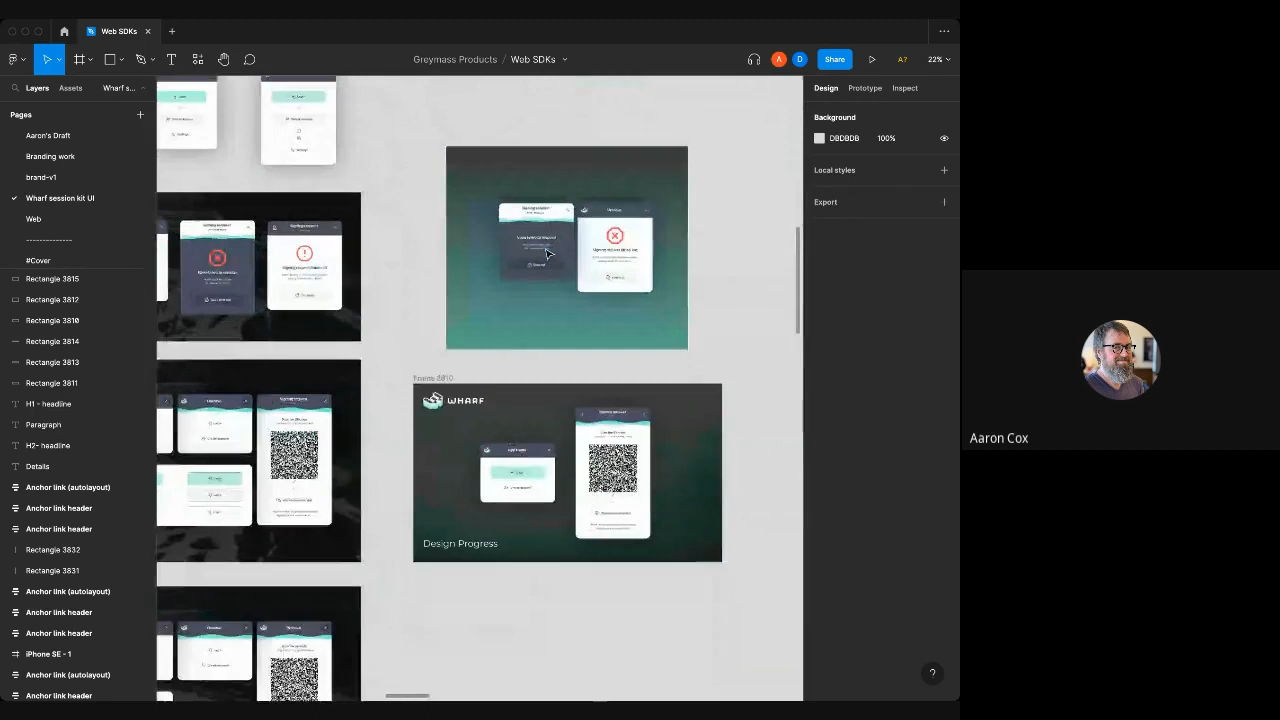 Web SDKs
Greymass Products / Web SDKs
A
D
Share
A?
22%
Layers
Assets
Wharf s...
Pages
Aaron's Draft
Branding work
brand-v1
Wharf session kit UI
Web
---------------
#Cover
Rectangle 3815
Rectangle 3812
Rectangle 3810
Rectangle 3814
Rectangle 3813
Rectangle 3811
H1 - headline
Paragraph
H2- headline
Details
Anchor link (autolayout)
Anchor link header
Anchor link header
Rectangle 3832
Rectangle 3831
Anchor link (autolayout)
Anchor link header
Anchor link header
iPhone SE - 1
Anchor link (autolayout)
Anchor link header
Frame 3810
WHARF
Design Progress
Design
Prototype
Inspect
Background
DBDBDB
100%
Local styles
Export
?
Aaron Cox